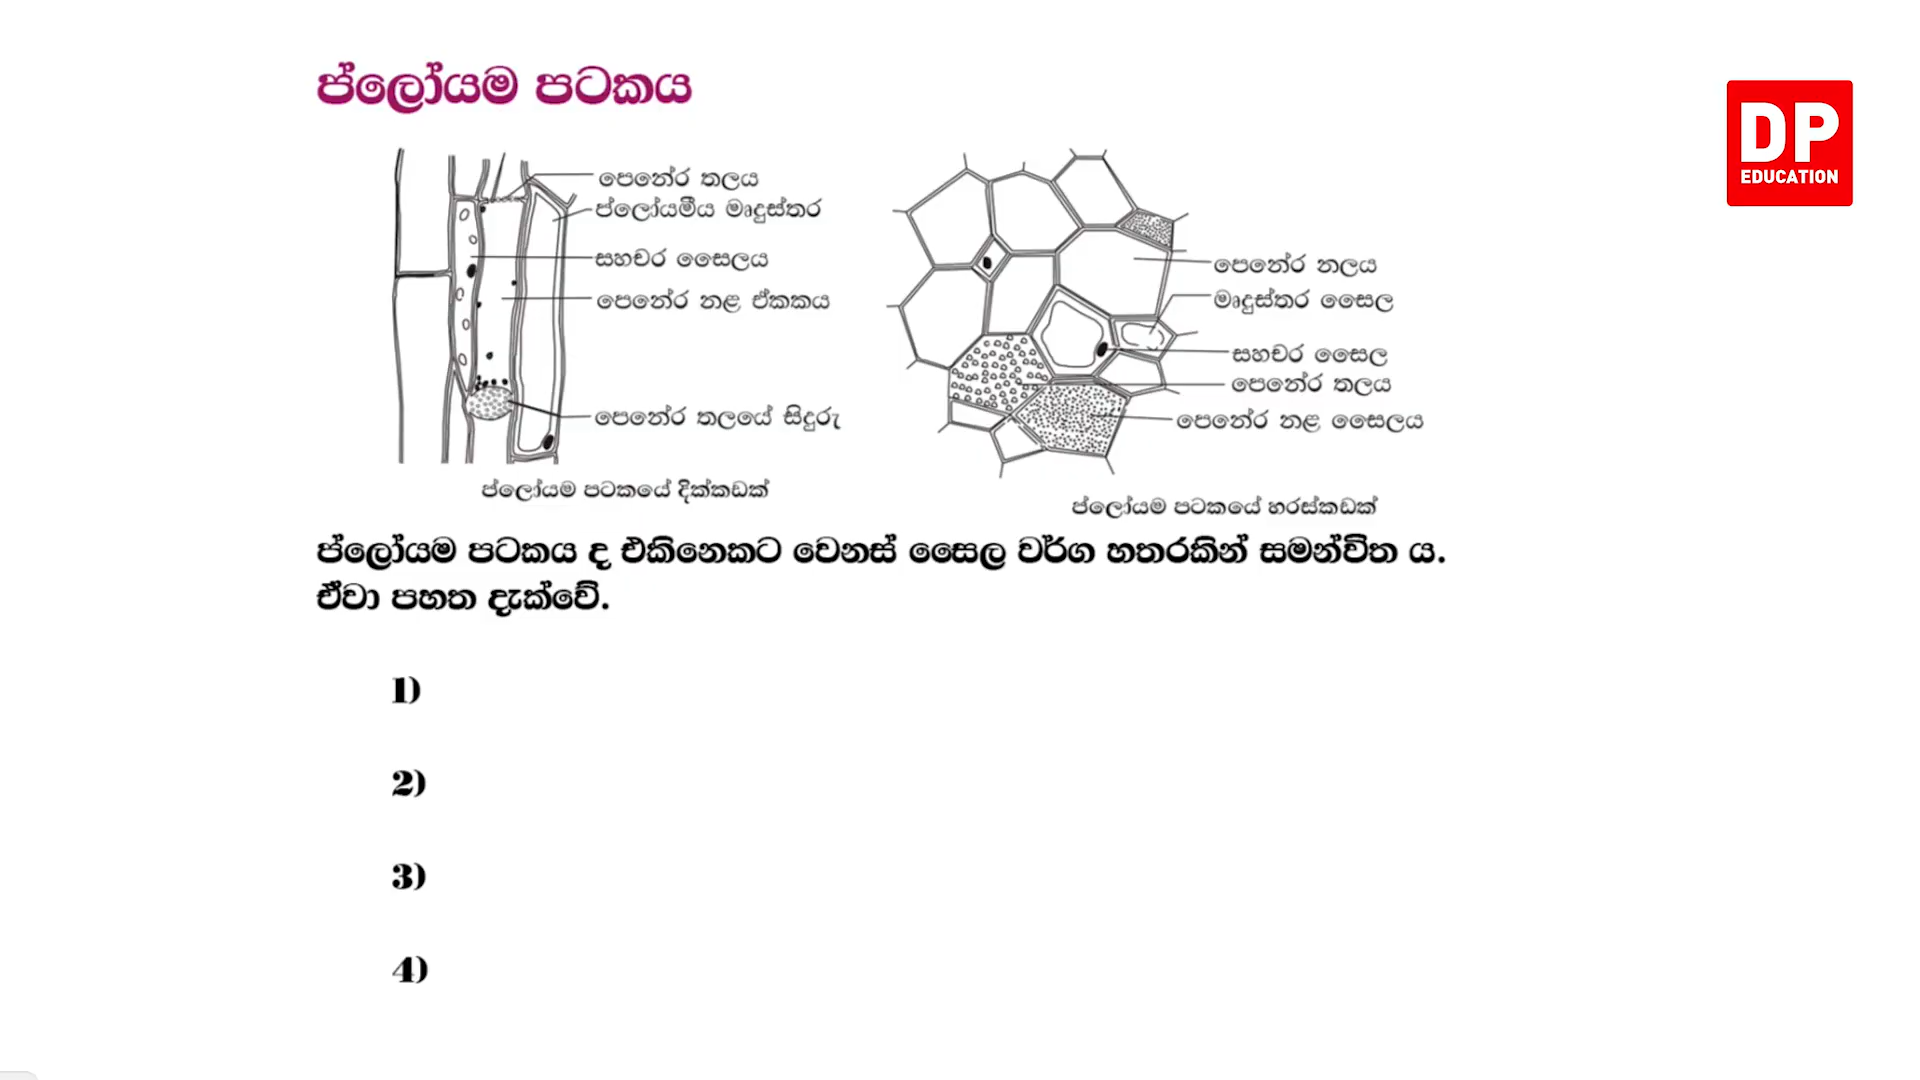 ප්ලෝයම පටකය
DP
EDUCATION
පෙනේර තලය
ප්ලෝයමීය මෘදුස්තර
සහචර සෛලය
පෙනේර නළ ඒකකය
පෙනේර තලයේ සිදුරු
ප්ලෝයම පටකයේ දික්කඩක්
පෙනේර නලය
මෘදුස්තර සෛල
සහචර සෛල
පෙනේර තලය
පෙනේර නළ සෛලය
ප්ලෝයම පටකයේ හරස්කඩක්
ප්ලෝයම පටකය ද එකිනෙකට වෙනස් සෛල වර්ග හතරකින් සමන්විත ය.
ඒවා පහත දැක්වේ.
1)
2)
3)
4)